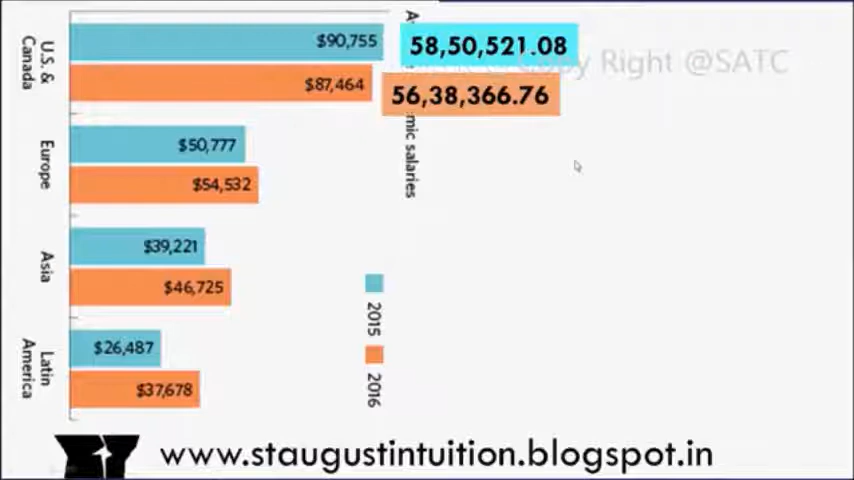 U.S. &
Canada
$90,755
58,50,521.08
$87,464
56,38,366.76
Copy Right @SATC
mic salaries
Europe
$50,777
$54,532
Asia
$39,221
$46,725
2015
2016
Latin
America
$26,487
$37,678
www.staugustintuition.blogspot.in